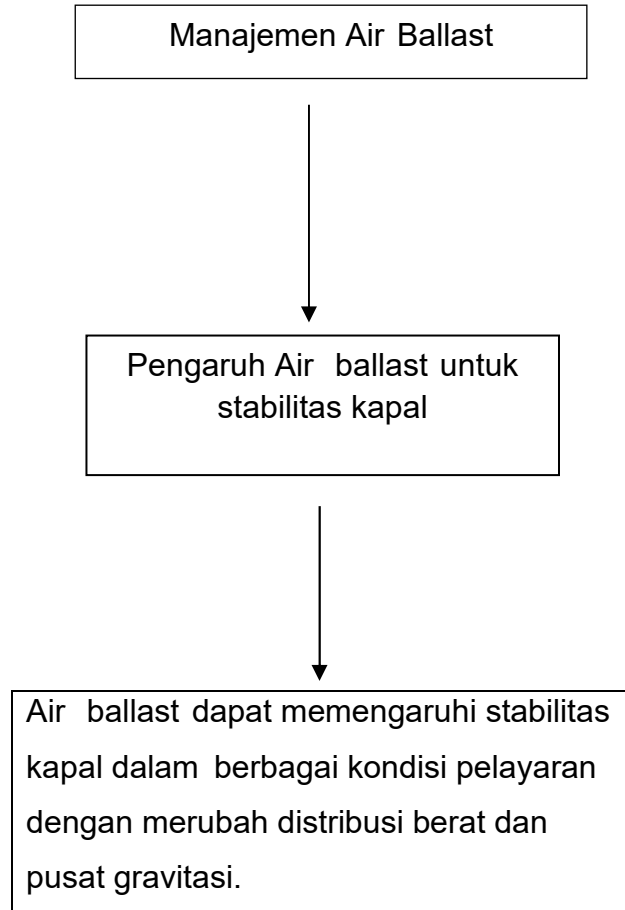 Manajemen Air Ballast
Pengaruh Air ballast untuk
stabilitas kapal
Air ballast dapat memengaruhi stabilitas
kapal dalam berbagai kondisi pelayaran
dengan merubah distribusi berat dan
pusat gravitasi.